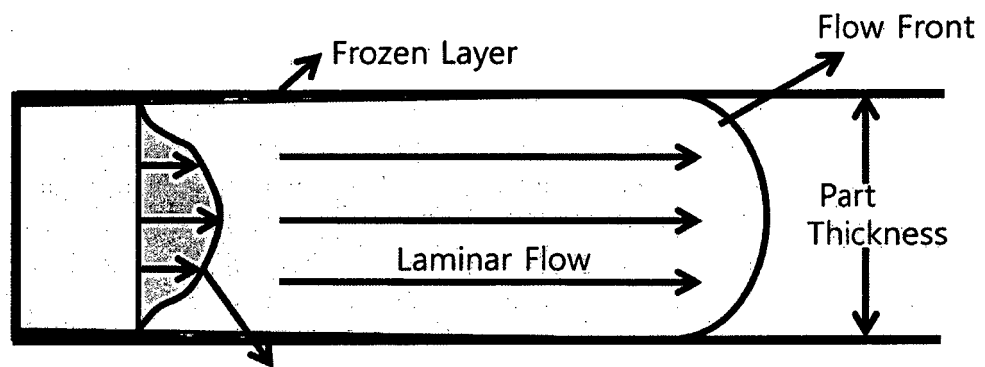 Flow Front
Frozen Layer
Part
Thickness
Laminar Flow